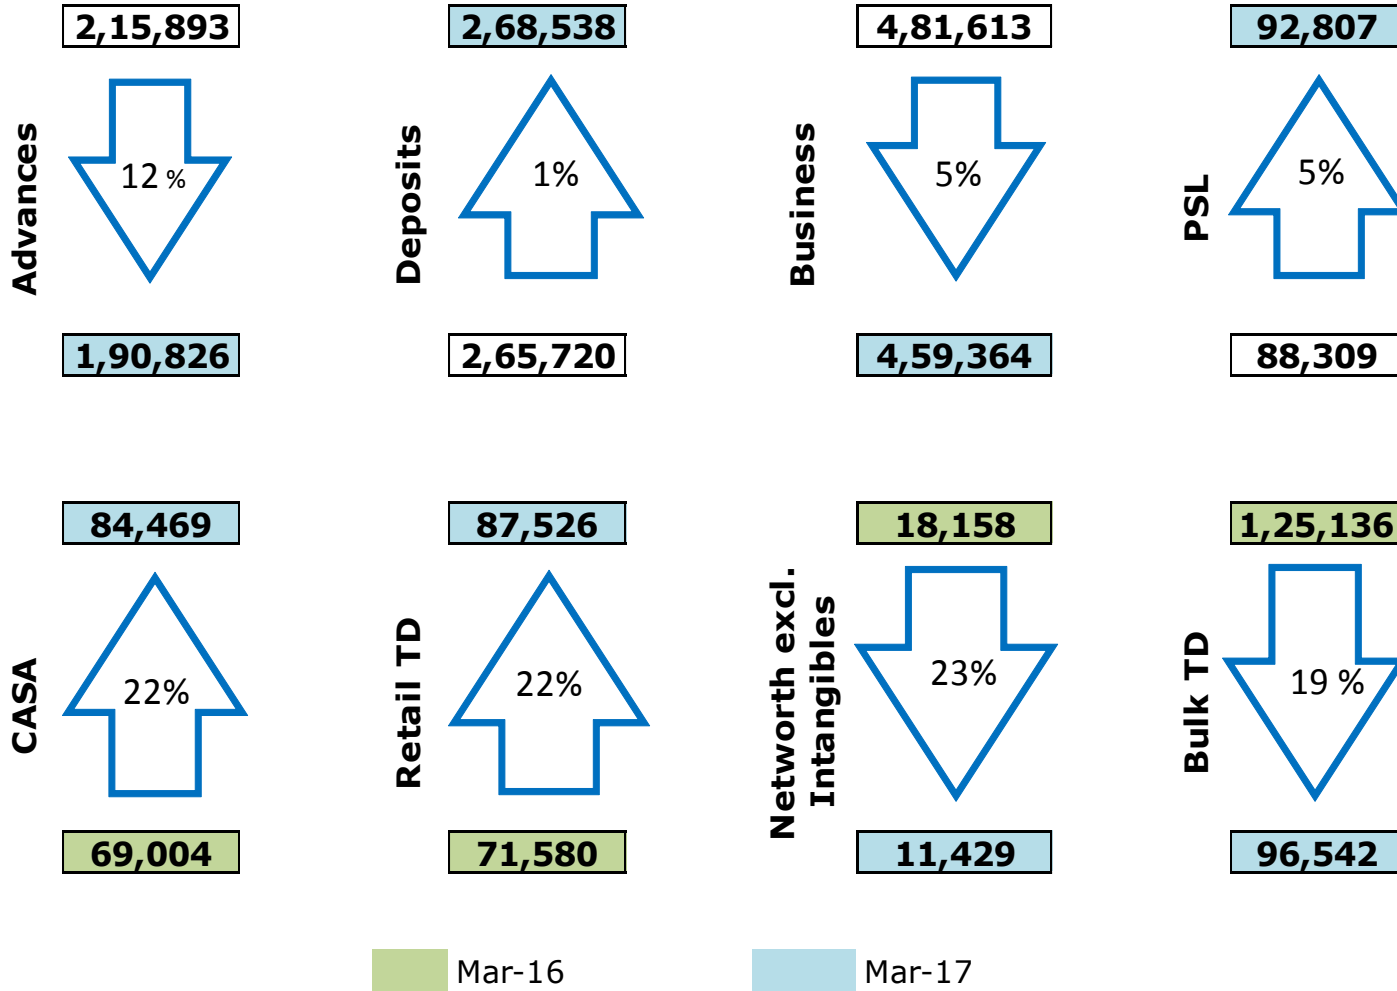 2,15,893
2,68,538
4,81,613
92,807
Advances
12 %
Deposits
1%
Business
5%
PSL
5%
1,90,826
2,65,720
4,59,364
88,309
84,469
87,526
18,158
1,25,136
CASA
22%
Retail TD
22%
Networth excl.
Intangibles
23%
Bulk TD
19 %
69,004
71,580
11,429
96,542
Mar-16
Mar-17